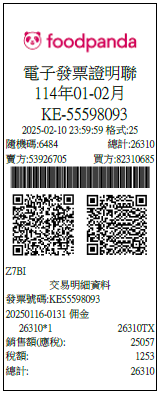 foodpanda
電子發票證明聯
114年01-02月
KE-55598093
2025-02-10 23:59:59 格式:25
隨機碼:6484 總計:26310
賣方:53926705 買方:82310685
Z7BI
交易明細資料
發票號碼:KE55598093
20250116-0131 佣金
26310*1 26310TX
銷售額(應稅): 25057
稅額: 1253
總計: 26310